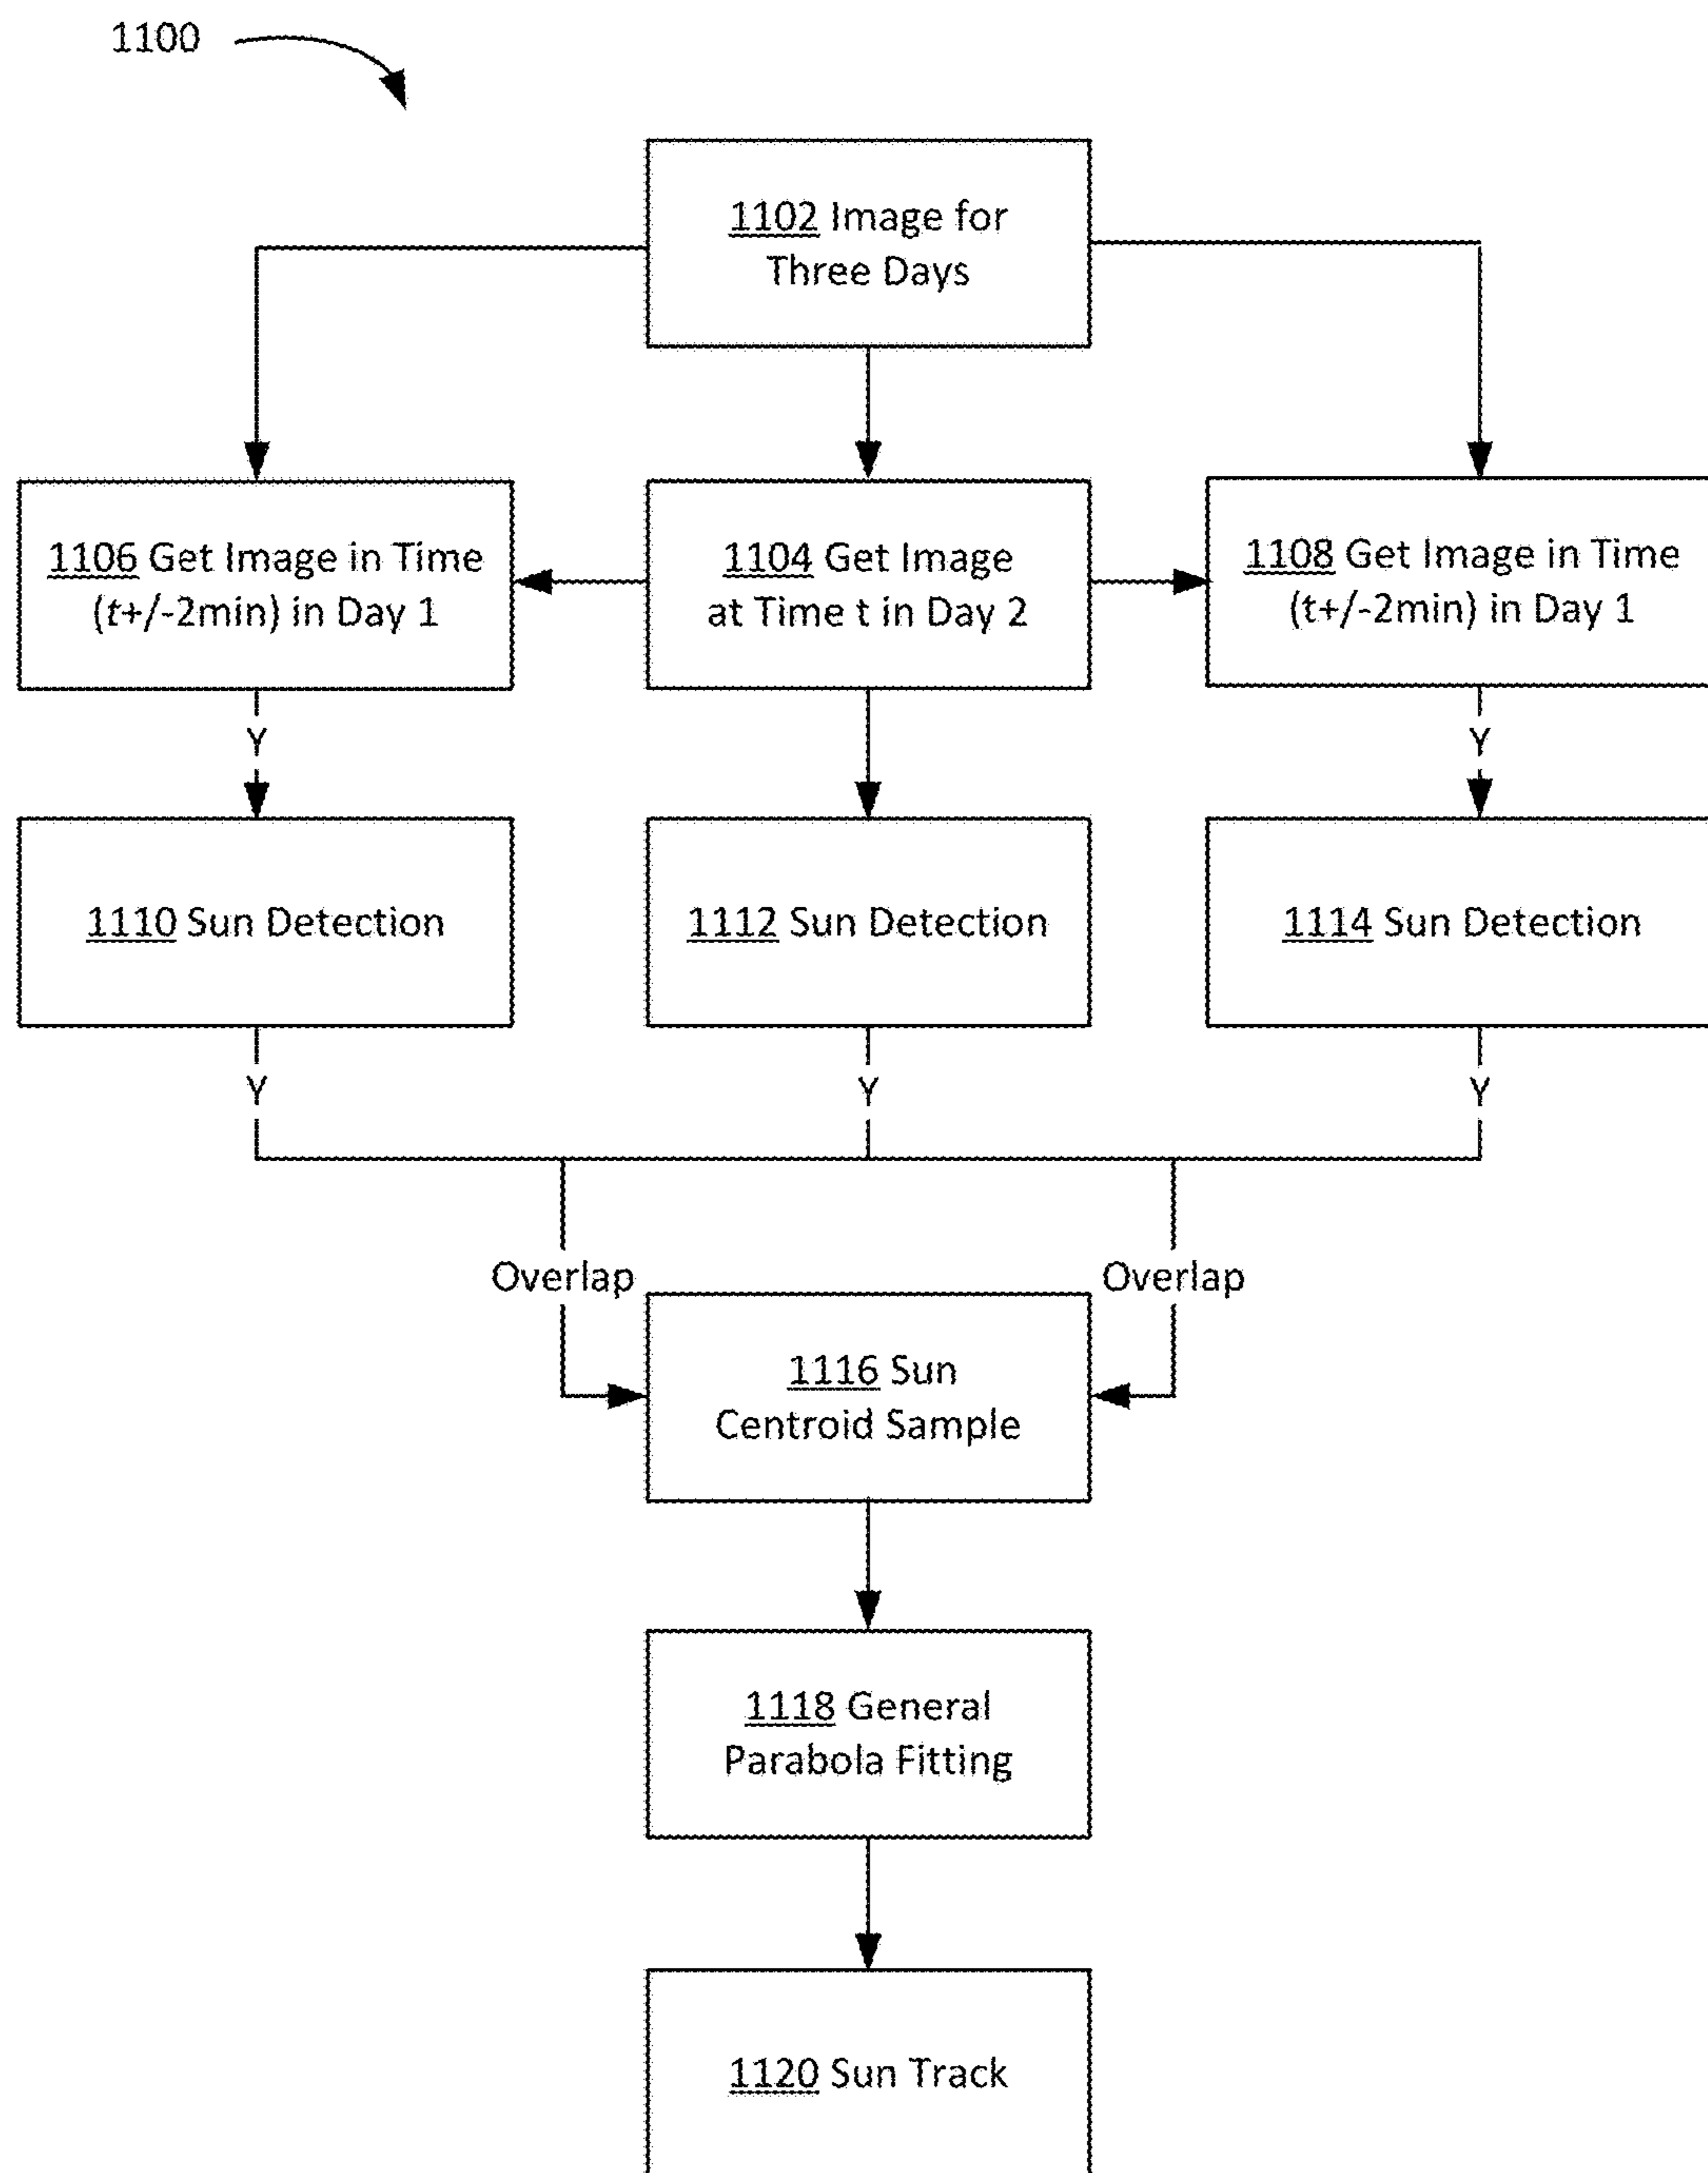 1100
1102 Image for
Three Days
1106 Get Image in Time
(t+/-2min) in Day 1
1104 Get Image
at Time t in Day 2
1108 Get Image in Time
(t+/-2min) in Day 1
Y
Y
1110 Sun Detection
1112 Sun Detection
1114 Sun Detection
Y
Y
Y
Overlap
Overlap
1116 Sun
Centroid Sample
1118 General
Parabola Fitting
1120 Sun Track